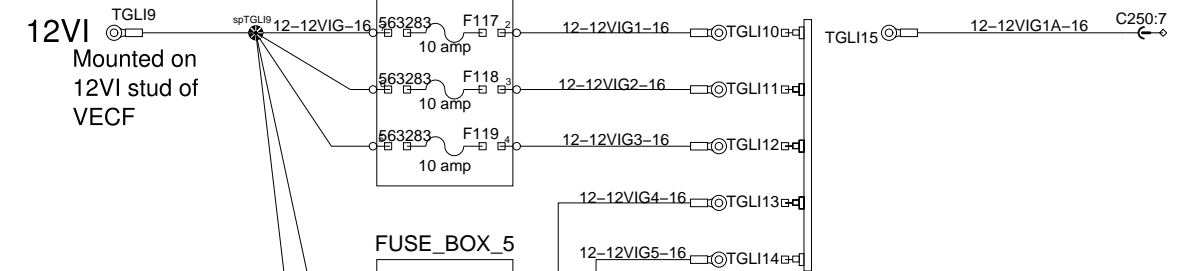 TGLI9
12VI
spTGLI9
12–12VIG–16
563283
F117
2
12–12VIG1–16
TGLI10
TGLI15
12–12VIG1A–16
C250:7
10 amp
Mounted on
12VI stud of
VECF
563283
F118
3
12–12VIG2–16
TGLI11
10 amp
563283
F119
4
12–12VIG3–16
TGLI12
10 amp
12–12VIG4–16
TGLI13
FUSE_BOX_5
12–12VIG5–16
TGLI14